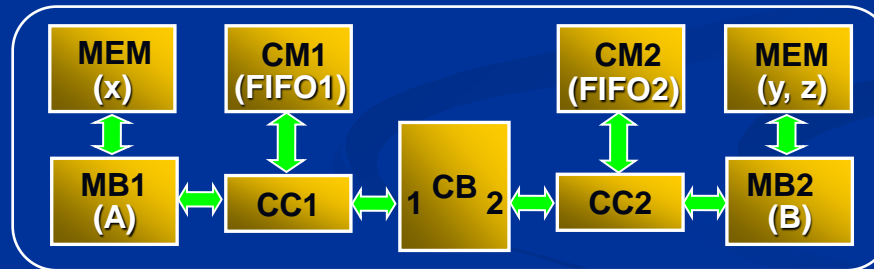 MEM
(x)
CM1
(FIFO1)
CM2
(FIFO2)
MEM
(y, z)
MB1
(A)
CC1
1 CB 2
CC2
MB2
(B)